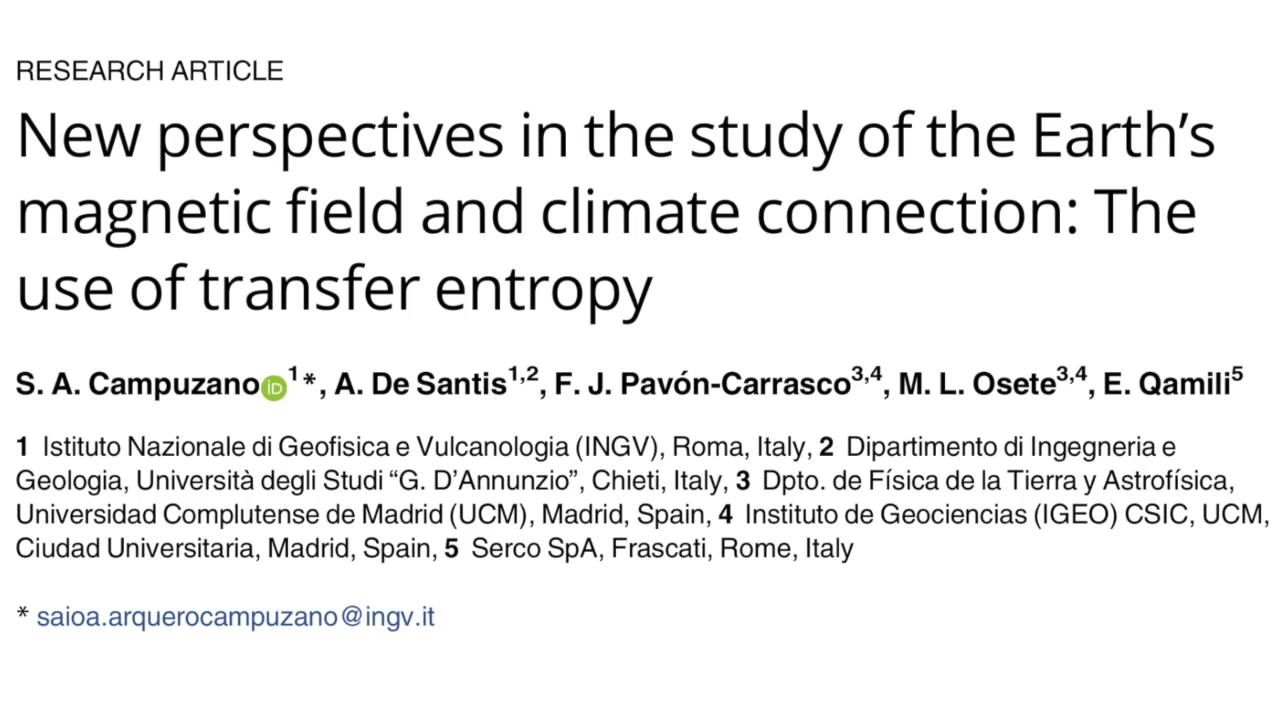 RESEARCH ARTICLE
New perspectives in the study of the Earth’s
magnetic field and climate connection: The
use of transfer entropy
S. A. Campuzano iD 1*, A. De Santis1,2, F. J. Pavón-Carrasco3,4, M. L. Osete3,4, E. Qamili5
1 Istituto Nazionale di Geofisica e Vulcanologia (INGV), Roma, Italy, 2 Dipartimento di Ingegneria e
Geologia, Università degli Studi “G. D’Annunzio”, Chieti, Italy, 3 Dpto. de Física de la Tierra y Astrofísica,
Universidad Complutense de Madrid (UCM), Madrid, Spain, 4 Instituto de Geociencias (IGEO) CSIC, UCM,
Ciudad Universitaria, Madrid, Spain, 5 Serco SpA, Frascati, Rome, Italy
* saioa.arquerocampuzano@ingv.it